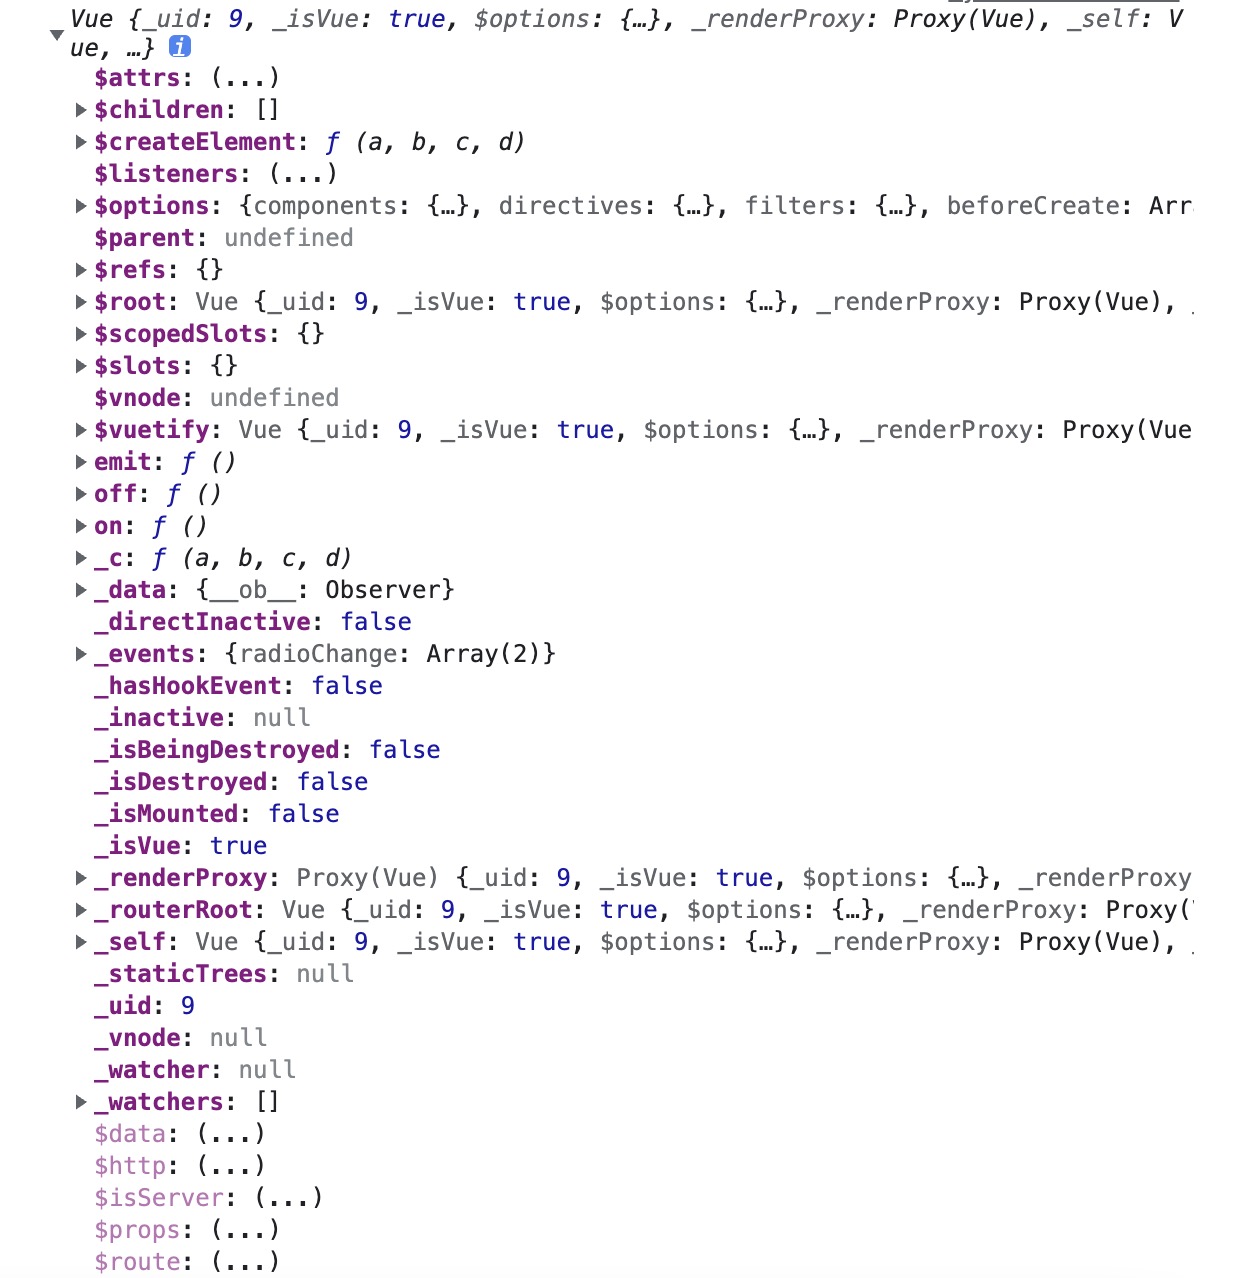 Vue {_uid: 9, _isVue: true, $options: {…}, _renderProxy: Proxy(Vue), _self: V
ue, …} i
$attrs: (...)
$children: []
$createElement: ƒ (a, b, c, d)
$listeners: (...)
$options: {components: {…}, directives: {…}, filters: {…}, beforeCreate: Arr
$parent: undefined
$refs: {}
$root: Vue {_uid: 9, _isVue: true, $options: {…}, _renderProxy: Proxy(Vue),
$scopedSlots: {}
$slots: {}
$vnode: undefined
$vuetify: Vue {_uid: 9, _isVue: true, $options: {…}, _renderProxy: Proxy(Vue
emit: ƒ ()
off: ƒ ()
on: ƒ ()
_c: ƒ (a, b, c, d)
_data: {__ob__: Observer}
_directInactive: false
_events: {radioChange: Array(2)}
_hasHookEvent: false
_inactive: null
_isBeingDestroyed: false
_isDestroyed: false
_isMounted: false
_isVue: true
_renderProxy: Proxy(Vue) {_uid: 9, _isVue: true, $options: {…}, _renderProxy
_routerRoot: Vue {_uid: 9, _isVue: true, $options: {…}, _renderProxy: Proxy(
_self: Vue {_uid: 9, _isVue: true, $options: {…}, _renderProxy: Proxy(Vue),
_staticTrees: null
_uid: 9
_vnode: null
_watcher: null
_watchers: []
$data: (...)
$http: (...)
$isServer: (...)
$props: (...)
$route: (...)